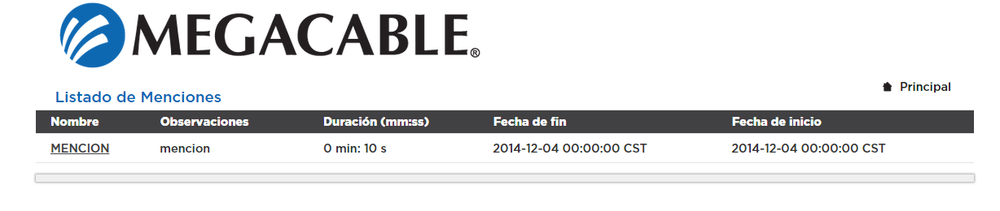 MEGACABLE®
Principal
Listado de Menciones
Nombre Observaciones Duración (mm:ss) Fecha de fin Fecha de inicio
MENCION mencion 0 min: 10 s 2014-12-04 00:00:00 CST 2014-12-04 00:00:00 CST